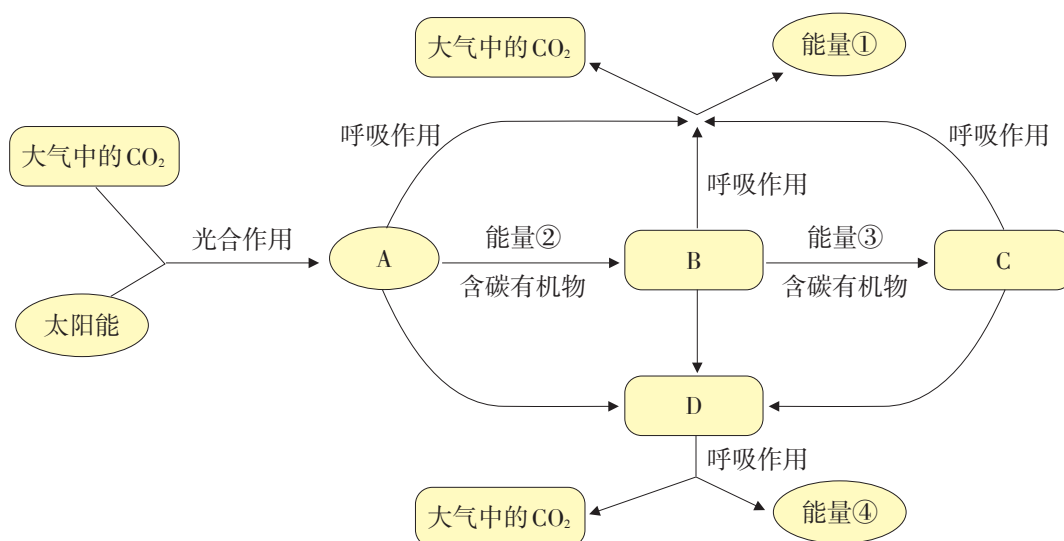 大气中的CO₂
能量①
呼吸作用
呼吸作用
大气中的CO₂
呼吸作用
光合作用
能量②
能量③
A
B
C
含碳有机物
含碳有机物
太阳能
D
呼吸作用
大气中的CO₂
能量④